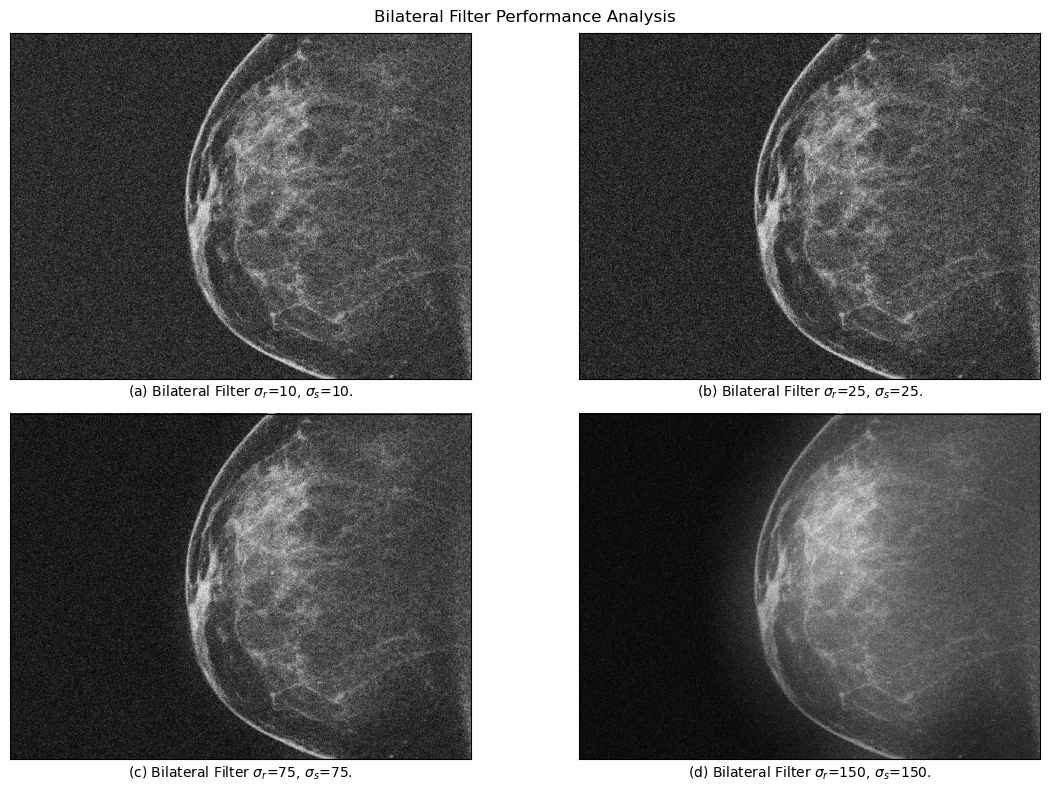 Bilateral Filter Performance Analysis
(a) Bilateral Filter σᵣ=10, σₛ=10.
(b) Bilateral Filter σᵣ=25, σₛ=25.
(c) Bilateral Filter σᵣ=75, σₛ=75.
(d) Bilateral Filter σᵣ=150, σₛ=150.